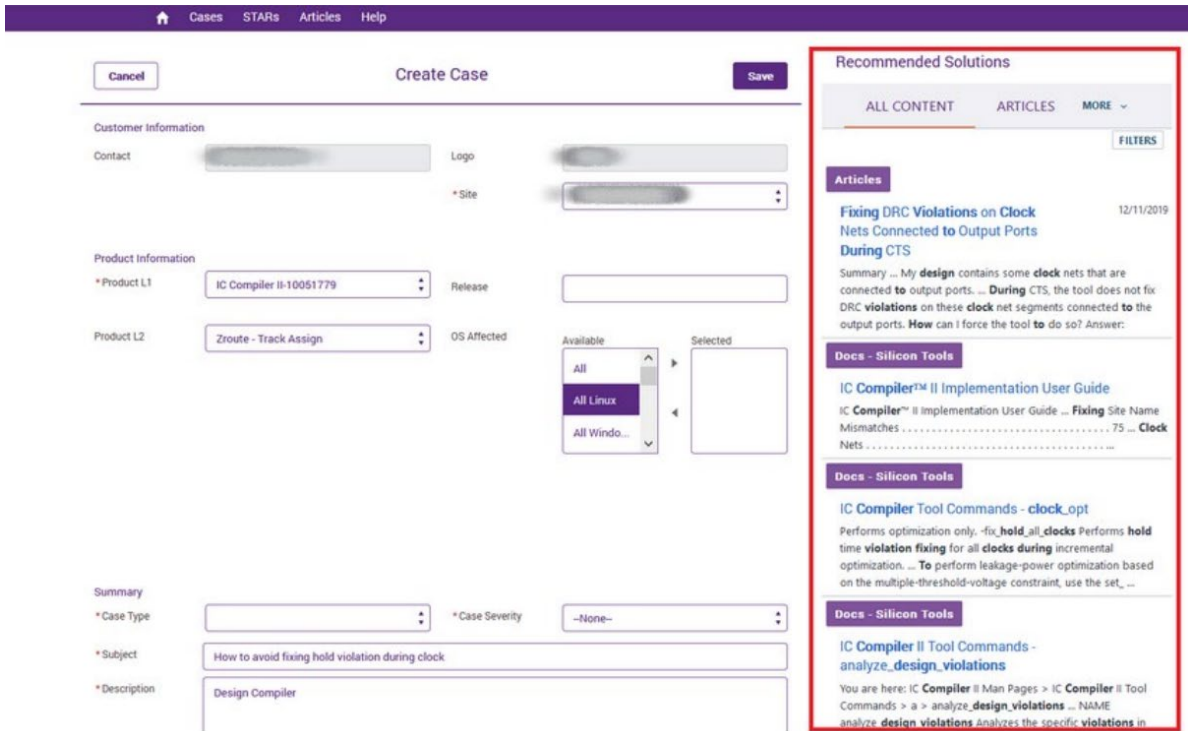 Cases STARs Articles Help
Cancel
Create Case
Save
Customer Information
Contact
Logo
* Site
Product Information
* Product L1
IC Compiler II-10051779
Release
Product L2
Zroute - Track Assign
OS Affected
Available
Selected
All
All Linux
All Windo...
Summary
* Case Type
* Case Severity
--None--
* Subject
How to avoid fixing hold violation during clock
* Description
Design Compiler
Recommended Solutions
ALL CONTENT ARTICLES MORE
FILTERS
Articles
Fixing DRC Violations on Clock
12/11/2019
Nets Connected to Output Ports
During CTS
Summary ... My design contains some clock nets that are
connected to output ports. ... During CTS, the tool does not fix
DRC violations on these clock net segments connected to the
output ports. How can I force the tool to do so? Answer:
Docs - Silicon Tools
IC Compiler™ II Implementation User Guide
IC Compiler™ II Implementation User Guide ... Fixing Site Name
Mismatches . . . . . . . . . . . . . . . . . . . . . . . . . . . . . . . . . . 75 ... Clock
Nets . . . . . . . . . . . . . . . . . . . . . . . . . . . . . . . . . . . . . . ...
Docs - Silicon Tools
IC Compiler Tool Commands - clock_opt
Performs optimization only. -fix_hold_all_clocks Performs hold
time violation fixing for all clocks during incremental
optimization. ... To perform leakage-power optimization based
on the multiple-threshold-voltage constraint, use the set_ ...
Docs - Silicon Tools
IC Compiler II Tool Commands -
analyze_design_violations
You are here: IC Compiler II Man Pages > IC Compiler II Tool
Commands > a > analyze_design_violations ... NAME
analyze_design_violations Analyzes the specific violations in